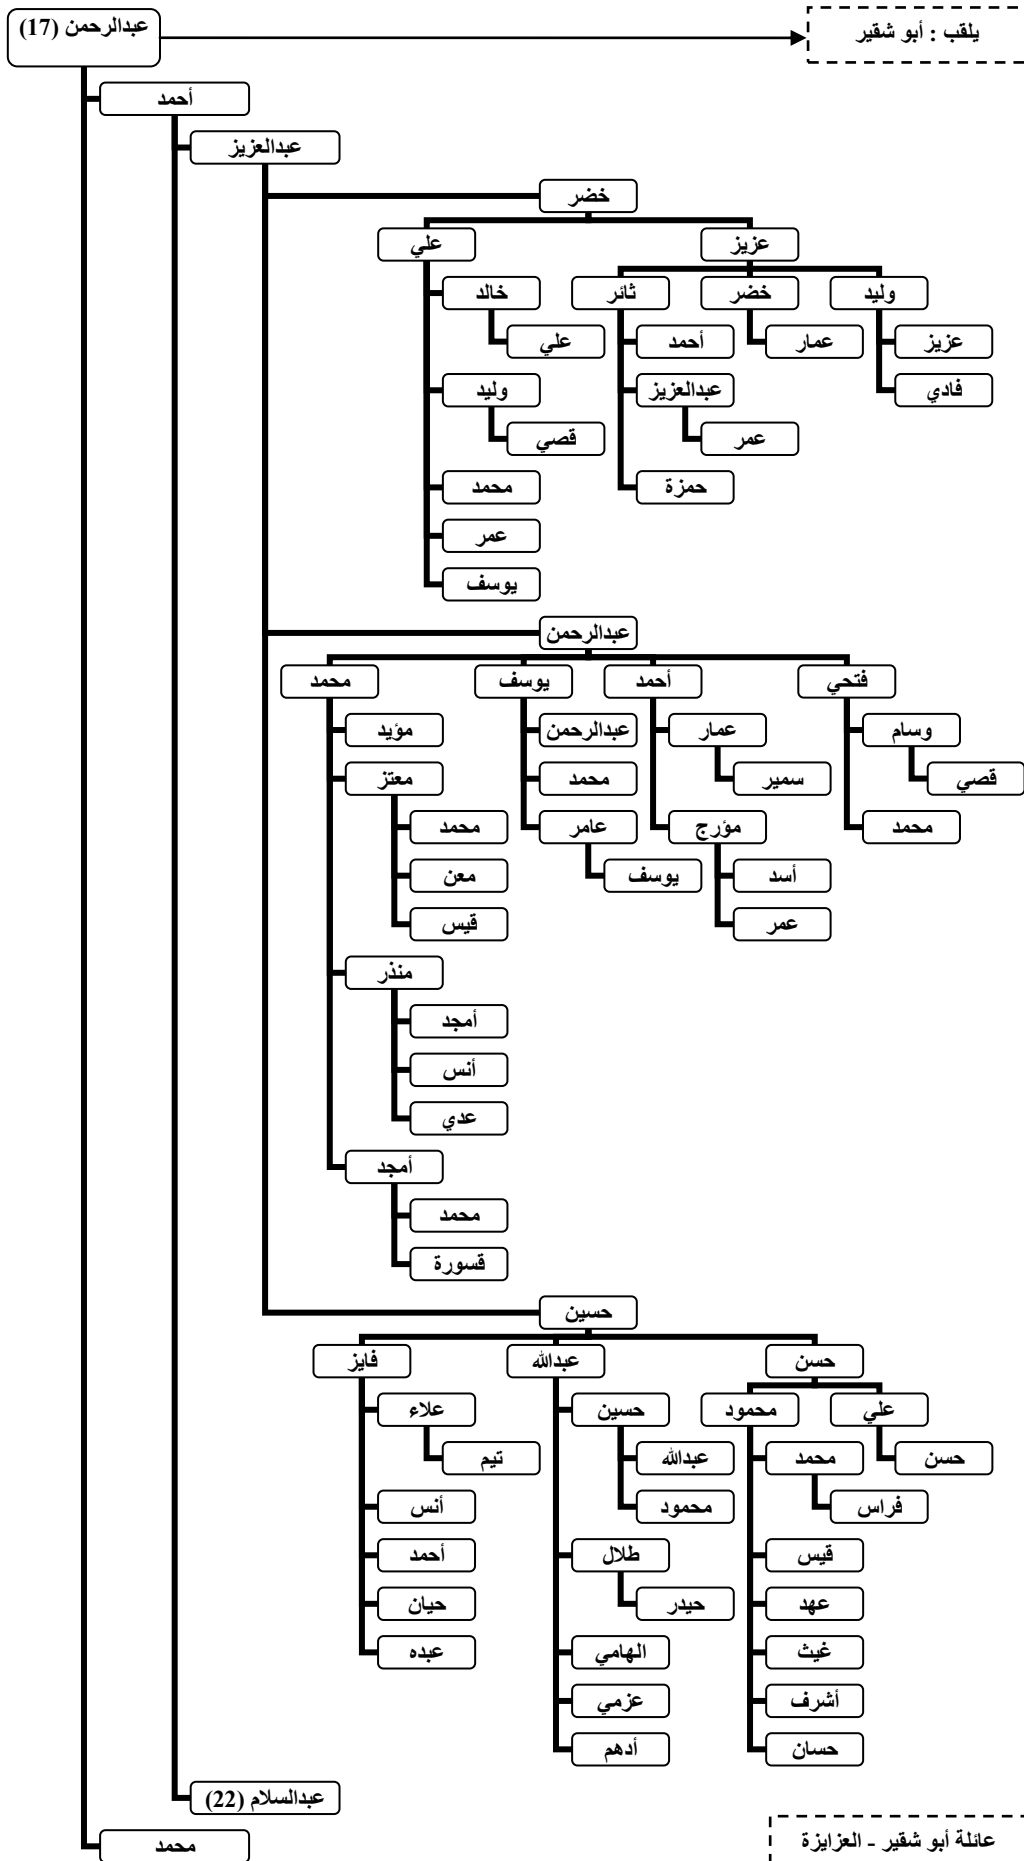 عبدالرحمن (17)
يلقب : أبو شقير
أحمد
عبدالعزيز
خضر
عزيز
علي
وليد
خضر
ثائر
خالد
عزيز
عمار
أحمد
علي
فادي
عبدالعزيز
وليد
عمر
قصي
حمزة
محمد
عمر
يوسف
عبدالرحمن
فتحي
أحمد
يوسف
محمد
وسام
عمار
عبدالرحمن
مؤيد
قصي
سمير
محمد
معتز
محمد
مؤرج
عامر
محمد
أسد
يوسف
معن
عمر
قيس
منذر
أمجد
أنس
عدي
أمجد
محمد
قسورة
حسين
حسن
عبدالله
فايز
علي
محمود
حسين
علاء
حسن
محمد
عبدالله
تيم
فراس
محمود
أنس
قيس
طلال
أحمد
عهد
حيدر
حيان
غيث
الهامي
عبده
أشرف
عزمي
حسان
أدهم
عبدالسلام (22)
محمد
عائلة أبو شقير - العزايزة